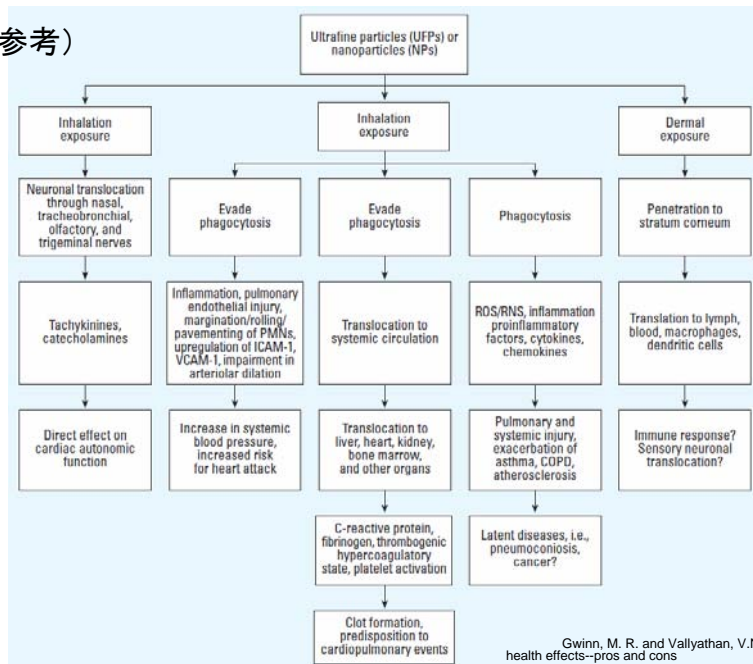 参考）
Ultrafine particles (UFPs) or
nanoparticles (NPs)
Inhalation
exposure
Inhalation
exposure
Dermal
exposure
Neuronal translocation
through nasal,
tracheobronchial,
olfactory, and
trigeminal nerves
Evade
phagocytosis
Evade
phagocytosis
Phagocytosis
Penetration to
stratum corneum
Tachykinines,
catecholamines
Inflammation, pulmonary
endothelial injury,
margination/rolling/
pavementing of PMNs,
upregulation of ICAM-1,
VCAM-1, impairment in
arteriolar dilation
Translocation to
systemic circulation
ROS/RNS, inflammation
proinflammatory
factors, cytokines,
chemokines
Translation to lymph,
blood, macrophages,
dendritic cells
Direct effect on
cardiac autonomic
function
Increase in systemic
blood pressure,
increased risk
for heart attack
Translocation to
liver, heart, kidney,
bone marrow,
and other organs
Pulmonary and
systemic injury,
exacerbation of
asthma, COPD,
atherosclerosis
Immune response?
Sensory neuronal
translocation?
C-reactive protein,
fibrinogen, thrombogenic
hypercoagulatory
state, platelet activation
Latent diseases, i.e.,
pneumoconiosis,
cancer?
Clot formation,
predisposition to
cardiopulmonary events
Gwinn, M. R. and Vallyathan, V.
health effects--pros and cons